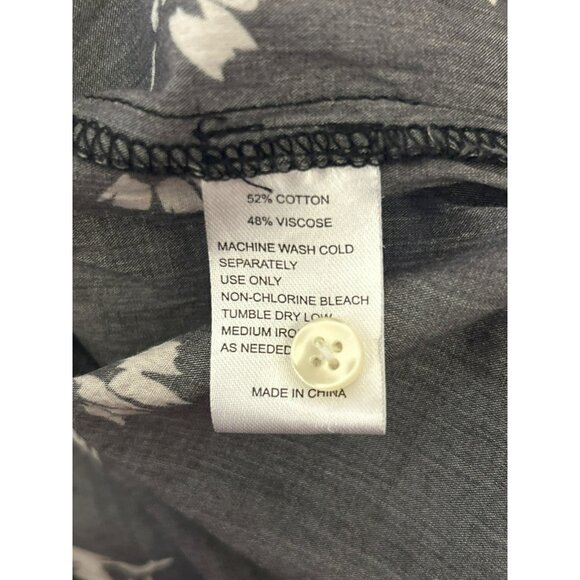 52% COTTON
48% VISCOSE
MACHINE WASH COLD
SEPARATELY
USE ONLY
NON-CHLORINE BLEACH
TUMBLE DRY LOW
MEDIUM
AS NEEDED
MADE IN CHINA